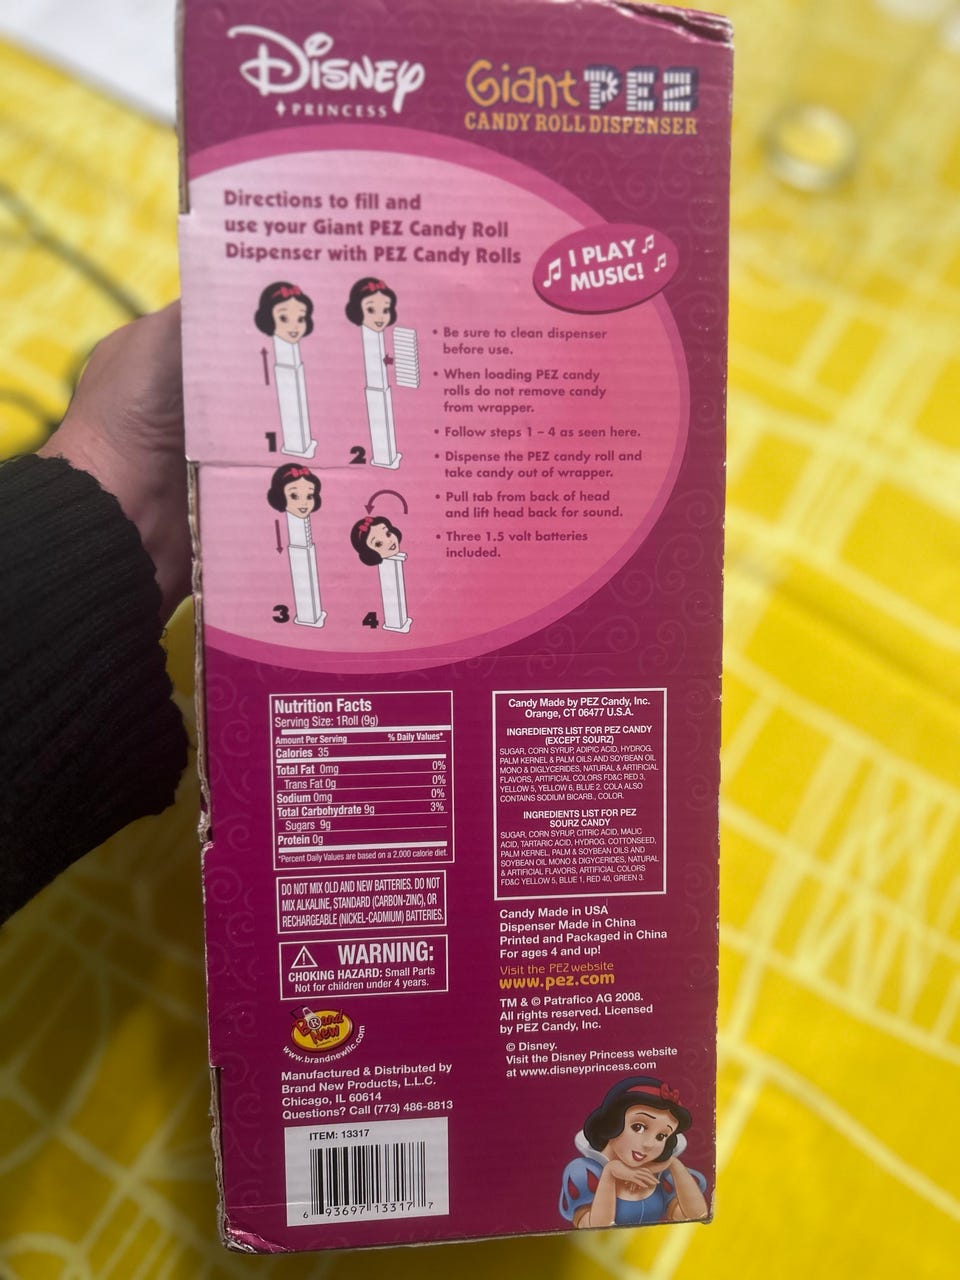 Disney
PRINCESS
Giant PEZ
CANDY ROLL DISPENSER
Directions to fill and
use your Giant PEZ Candy Roll
Dispenser with PEZ Candy Rolls
I PLAY
MUSIC!
1
2
3
4
• Be sure to clean dispenser
before use.
• When loading PEZ candy
rolls do not remove candy
from wrapper.
• Follow steps 1 – 4 as seen here.
• Dispense the PEZ candy roll and
take candy out of wrapper.
• Pull tab from back of head
and lift head back for sound.
• Three 1.5 volt batteries
included.
Nutrition Facts
Serving Size: 1Roll (9g)
Amount Per Serving % Daily Values*
Calories 35
Total Fat 0mg 0%
Trans Fat 0g 0%
Sodium 0mg 0%
Total Carbohydrate 9g 3%
Sugars 9g
Protein 0g
*Percent Daily Values are based on a 2,000 calorie diet.
DO NOT MIX OLD AND NEW BATTERIES. DO NOT
MIX ALKALINE, STANDARD (CARBON-ZINC), OR
RECHARGEABLE (NICKEL-CADMIUM) BATTERIES.
WARNING:
CHOKING HAZARD: Small Parts
Not for children under 4 years.
Brand
New
www.brandnewllc.com
Manufactured & Distributed by
Brand New Products, L.L.C.
Chicago, IL 60614
Questions? Call (773) 486-8813
ITEM: 13317
6 93697 13317 7
Candy Made by PEZ Candy, Inc.
Orange, CT 06477 U.S.A.
INGREDIENTS LIST FOR PEZ CANDY
(EXCEPT SOURZ)
SUGAR, CORN SYRUP, ADIPIC ACID, HYDROG.
PALM KERNEL & PALM OILS AND SOYBEAN OIL
MONO & DIGLYCERIDES, NATURAL & ARTIFICIAL
FLAVORS, ARTIFICIAL COLORS FD&C RED 3,
YELLOW 5, YELLOW 6, BLUE 2. COLA ALSO
CONTAINS SODIUM BICARB., COLOR.
INGREDIENTS LIST FOR PEZ
SOURZ CANDY
SUGAR, CORN SYRUP, CITRIC ACID, MALIC
ACID, TARTARIC ACID, HYDROG. COTTONSEED,
PALM KERNEL, PALM & SOYBEAN OILS AND
SOYBEAN OIL MONO & DIGYCERIDES, NATURAL
& ARTIFICIAL FLAVORS, ARTIFICIAL COLORS
FD&C YELLOW 5, BLUE 1, RED 40, GREEN 3.
Candy Made in USA
Dispenser Made in China
Printed and Packaged in China
For ages 4 and up!
Visit the PEZ website
www.pez.com
TM & © Patrafico AG 2008.
All rights reserved. Licensed
by PEZ Candy, Inc.
© Disney.
Visit the Disney Princess website
at www.disneyprincess.com